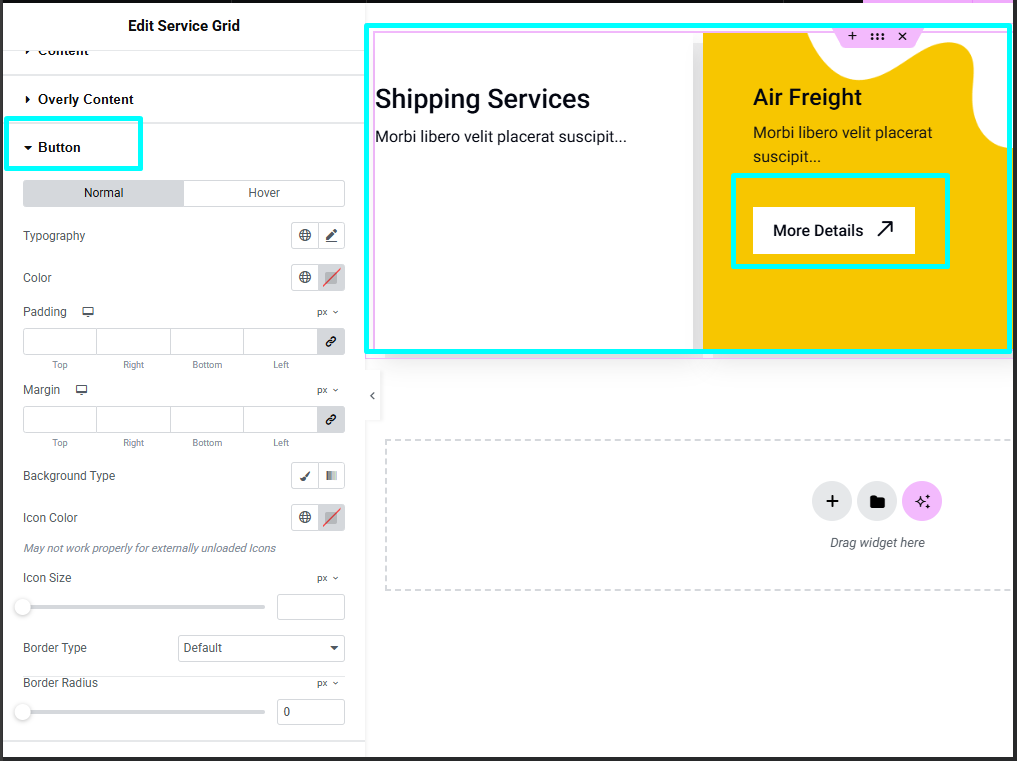 Edit Service Grid
Content
Overly Content
Button
Normal
Hover
Typography
Color
Padding
px
Top
Right
Bottom
Left
Margin
px
Top
Right
Bottom
Left
Background Type
Icon Color
May not work properly for externally unloaded Icons
Icon Size
px
Border Type
Default
Border Radius
px
0
Shipping Services
Morbi libero velit placerat suscipit...
Air Freight
Morbi libero velit placerat
suscipit...
More Details
Drag widget here